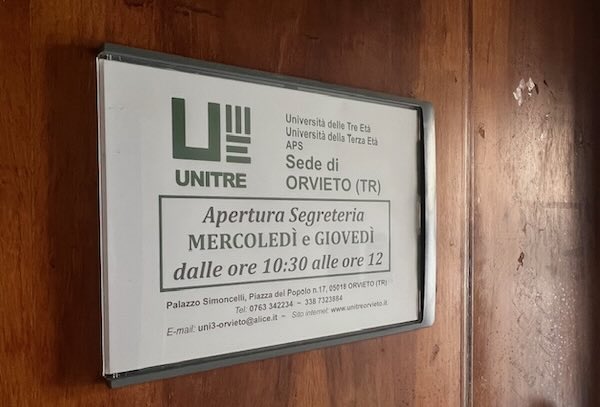 UNITRE
Università delle Tre Età
Università della Terza Età
APS
Sede di
ORVIETO (TR)
Apertura Segreteria
MERCOLEDÌ e GIOVEDÌ
dalle ore 10:30 alle ore 12
Palazzo Simoncelli, Piazza del Popolo n.17, 05018 ORVIETO (TR)
Tel: 0763 342234 ~ 338 7323884
E-mail: uni3-orvieto@alice.it ~ Sito internet: www.unitreorvieto.it